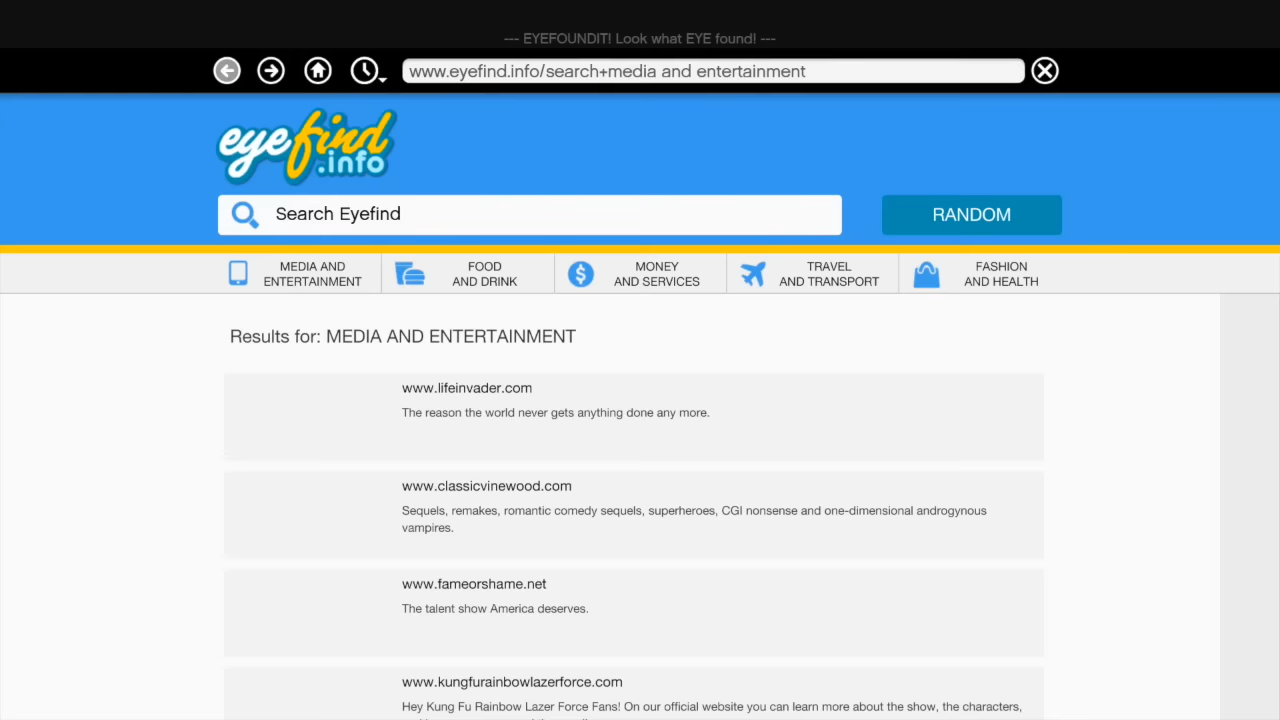 --- EYEFOUNDIT! Look what EYE found! ---
www.eyefind.info/search+media and entertainment
eyefind
.info
Search Eyefind
RANDOM
MEDIA AND
ENTERTAINMENT
FOOD
AND DRINK
MONEY
AND SERVICES
TRAVEL
AND TRANSPORT
FASHION
AND HEALTH
Results for: MEDIA AND ENTERTAINMENT
www.lifeinvader.com
The reason the world never gets anything done any more.
www.classicvinewood.com
Sequels, remakes, romantic comedy sequels, superheroes, CGI nonsense and one-dimensional androgynous
vampires.
www.fameorshame.net
The talent show America deserves.
www.kungfurainbowlazerforce.com
Hey Kung Fu Rainbow Lazer Force Fans! On our official website you can learn more about the show, the characters,